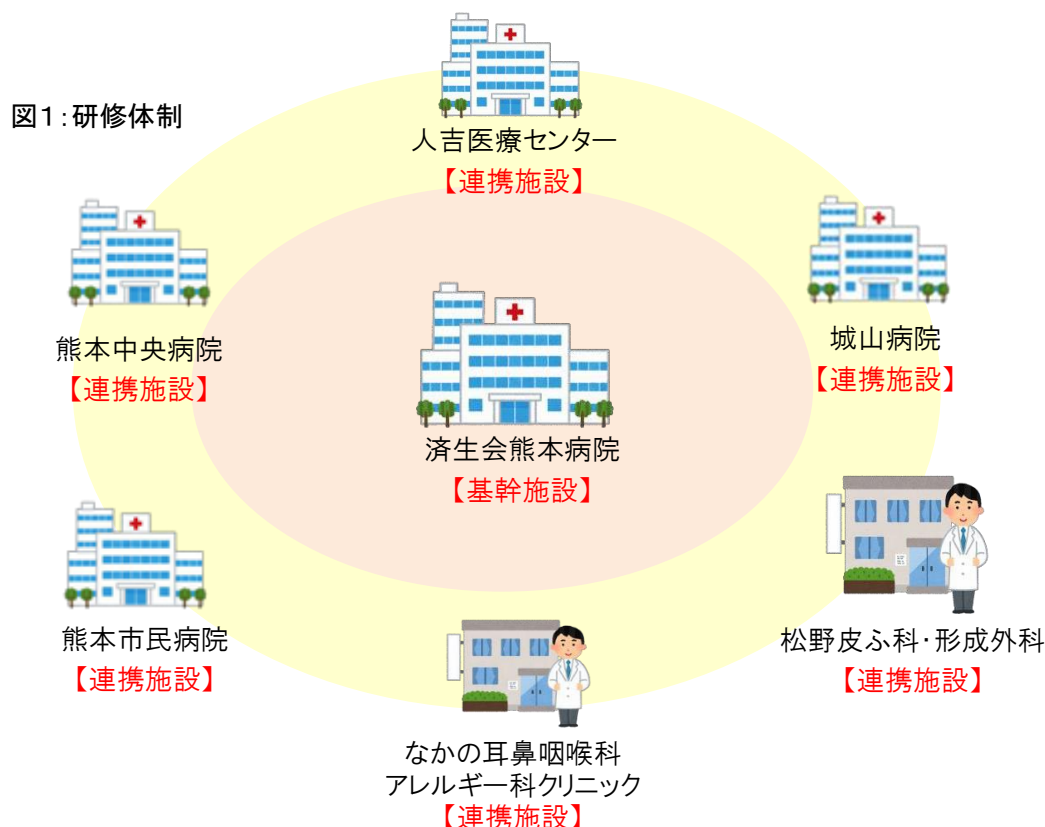 図1:研修体制
人吉医療センター
【連携施設】
熊本中央病院
【連携施設】
城山病院
【連携施設】
済生会熊本病院
【基幹施設】
熊本市民病院
【連携施設】
松野皮ふ科・形成外科
【連携施設】
なかの耳鼻咽喉科
アレルギー科クリニック
【連携施設】